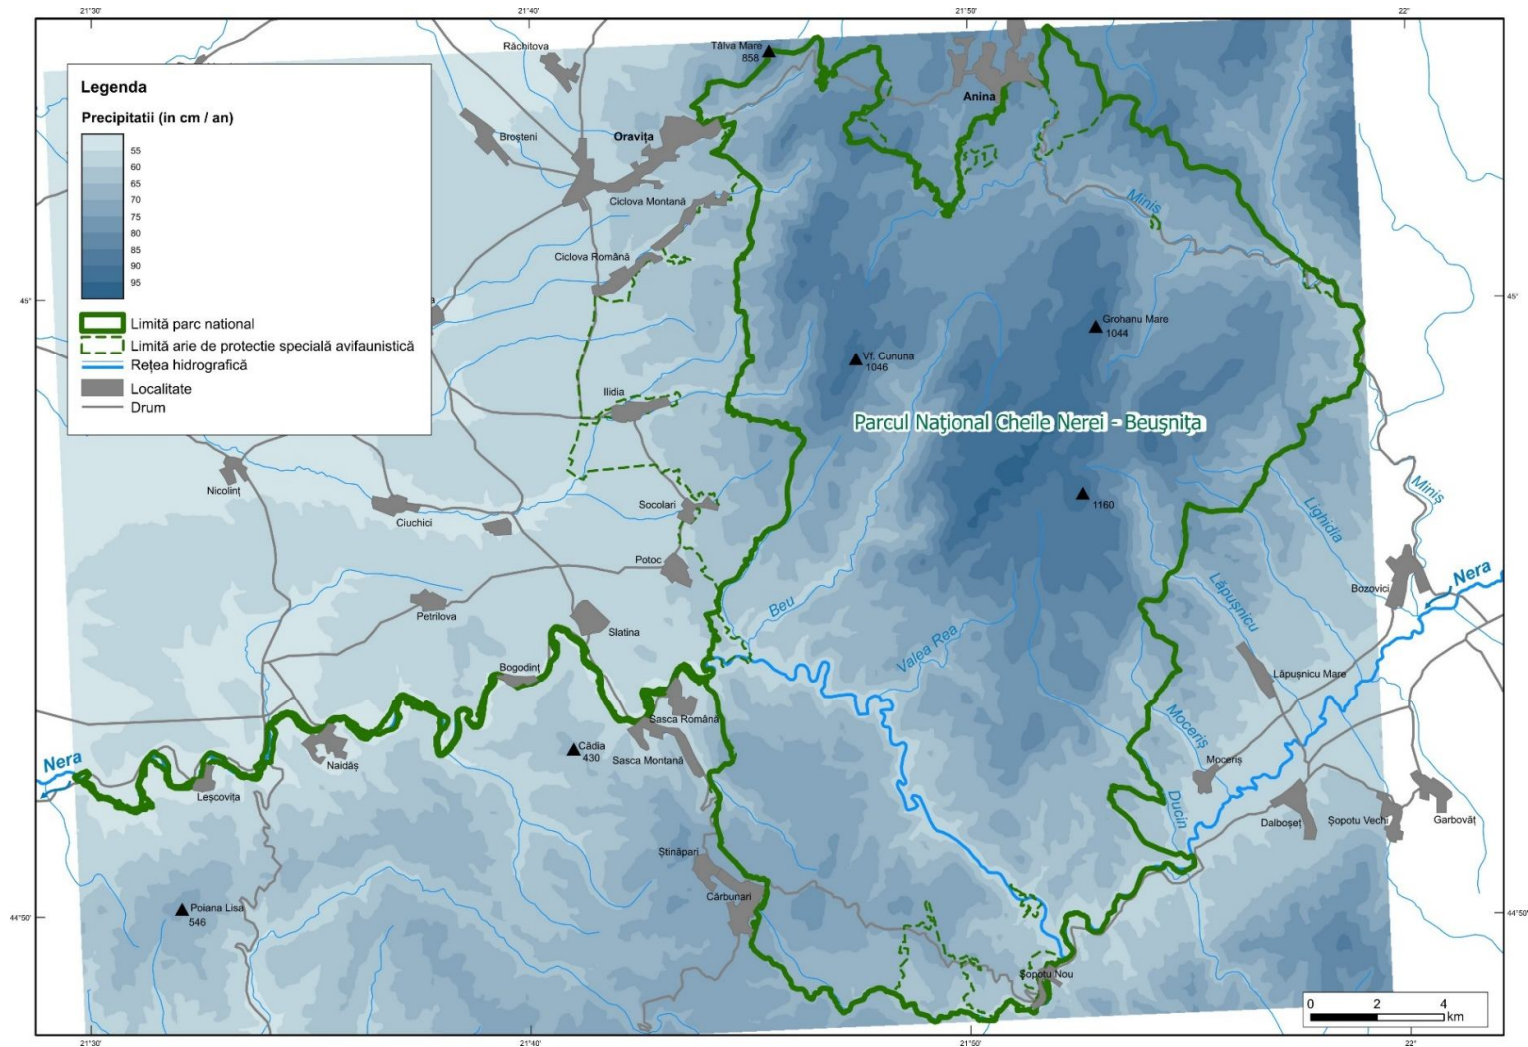 21°30'
21°40'
21°50'
22°
Legenda
Precipitatii (in cm / an)
55
60
65
70
75
80
85
90
95
Limită parc national
Limită arie de protectie specială avifaunistică
Rețea hidrografică
Localitate
Drum
Răchitova
Tâlva Mare
858
Anina
Broșteni
Oravița
Ciclova Montană
Miniș
Ciclova Română
45°
45°
Grohanu Mare
1044
Vf. Cununa
1046
Ilidia
Parcul Național Cheile Nerei - Beușnița
Nicolinț
Socolari
1160
Miniș
Ciuchici
Lighidia
Potoc
Bozovici
Nera
Petrilova
Beu
Lăpușnicu
Slatina
Valea Rea
Bogodinț
Lăpușnicu Mare
Sasca Română
Moceriș
Cădia
430
Sasca Montană
Nera
Naidăș
Moceriș
Leșcovița
Ducin
Dalboșeț
Șopotu Vechi
Garbovăț
Știnăpari
Cărbunari
Poiana Lisa
546
44°50'
44°50'
Șopotu Nou
0
2
4
km
21°30'
21°40'
21°50'
22°